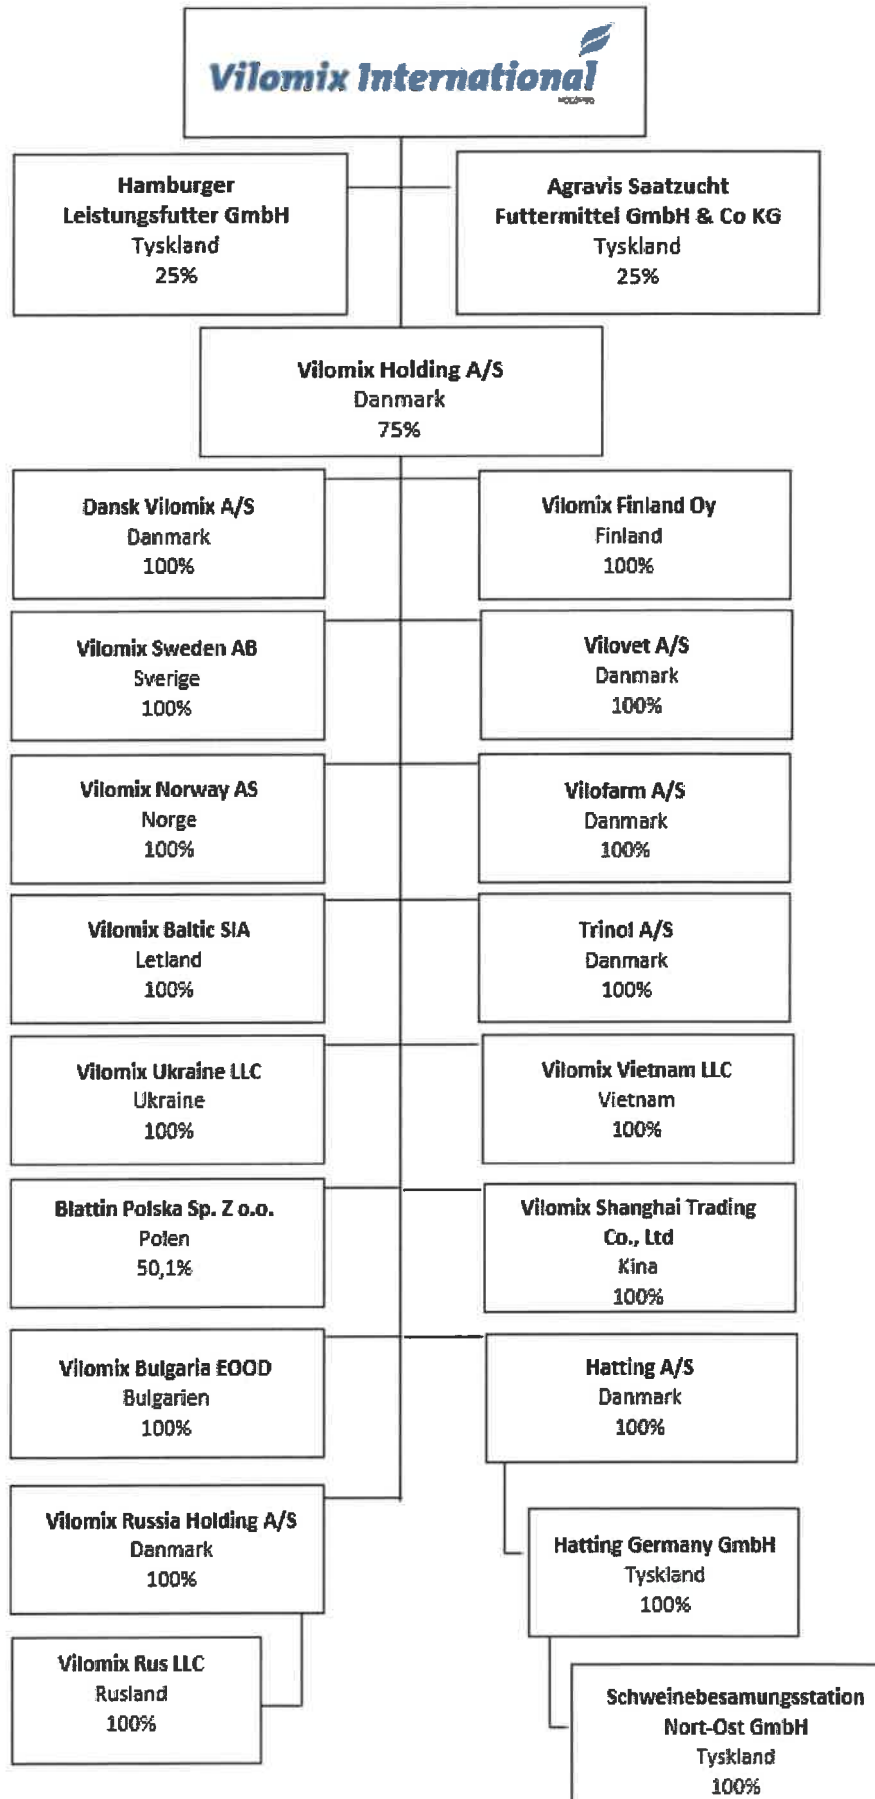 Vilomix International
HOLDING
Hamburger
Leistungsfutter GmbH
Tyskland
25%
Agravis Saatzucht
Futtermittel GmbH & Co KG
Tyskland
25%
Vilomix Holding A/S
Danmark
75%
Dansk Vilomix A/S
Danmark
100%
Vilomix Finland Oy
Finland
100%
Vilomix Sweden AB
Sverige
100%
Vilovet A/S
Danmark
100%
Vilomix Norway AS
Norge
100%
Vilofarm A/S
Danmark
100%
Vilomix Baltic SIA
Letland
100%
Trinol A/S
Danmark
100%
Vilomix Ukraine LLC
Ukraine
100%
Vilomix Vietnam LLC
Vietnam
100%
Blattin Polska Sp. Z o.o.
Polen
50,1%
Vilomix Shanghai Trading
Co., Ltd
Kina
100%
Vilomix Bulgaria EOOD
Bulgarien
100%
Hatting A/S
Danmark
100%
Vilomix Russia Holding A/S
Danmark
100%
Hatting Germany GmbH
Tyskland
100%
Vilomix Rus LLC
Rusland
100%
Schweinebesamungsstation
Nort-Ost GmbH
Tyskland
100%